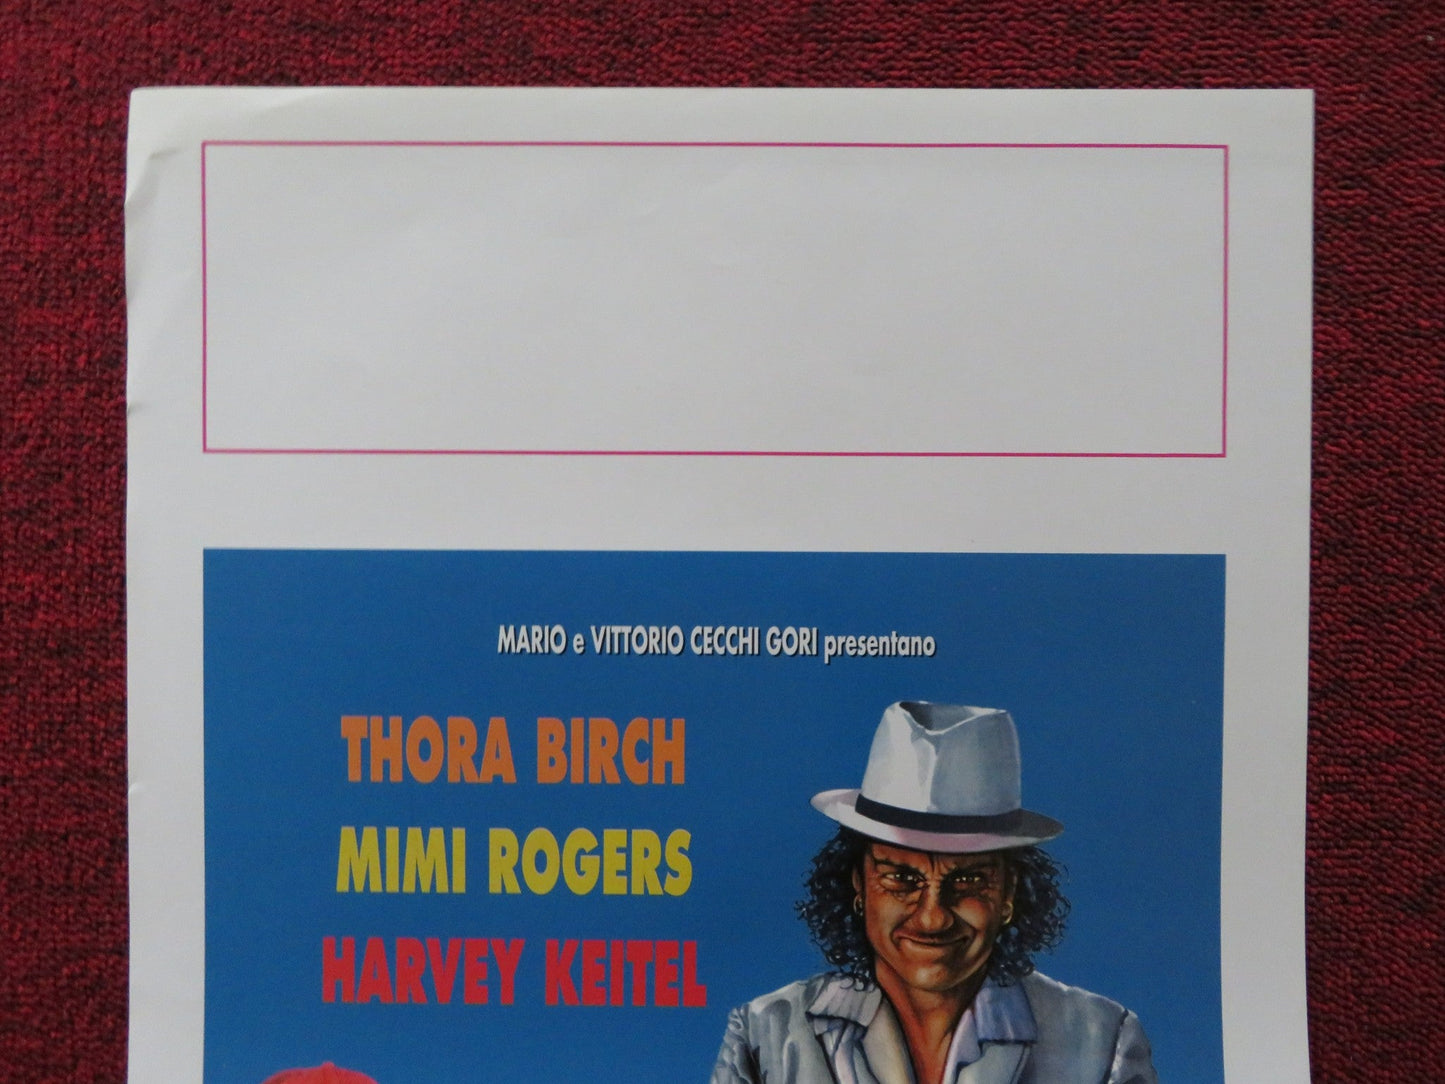 MARIO e VITTORIO CECCHI GORI presentano
THORA BIRCH
MIMI ROGERS
HARVEY KEITEL